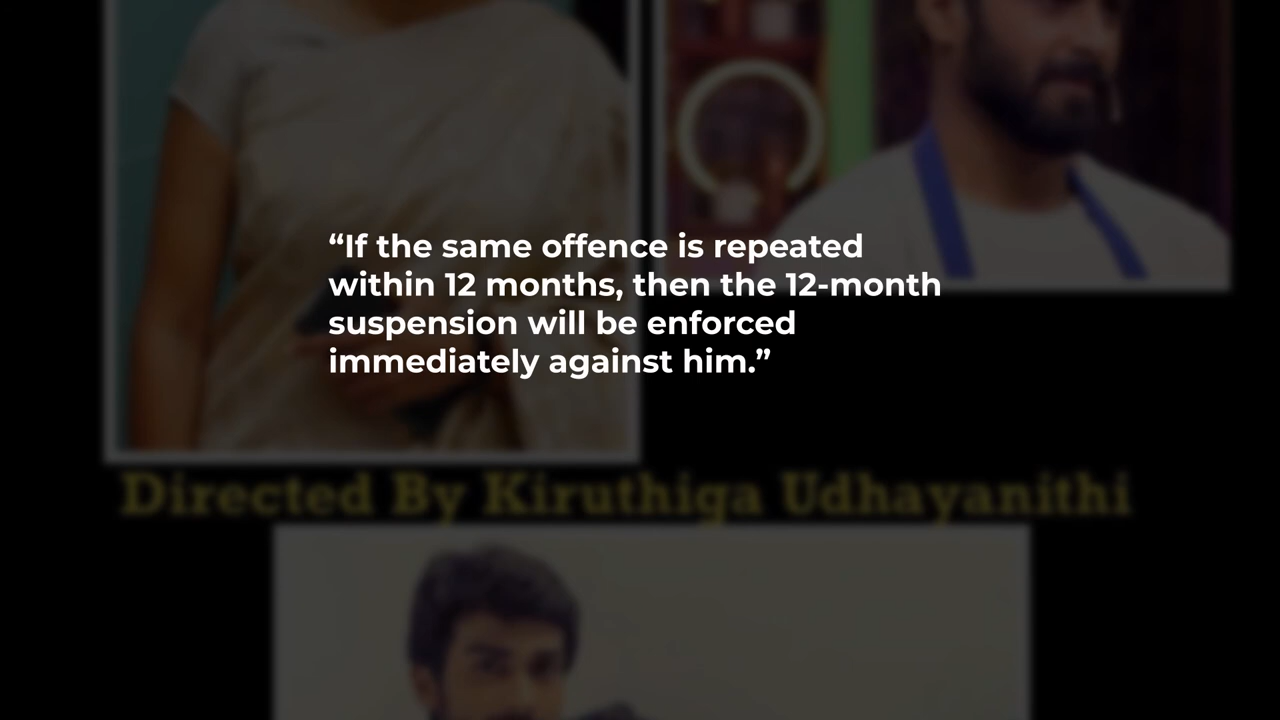 “If the same offence is repeated
within 12 months, then the 12-month
suspension will be enforced
immediately against him.”
Directed By Kiruthiga Udhayanithi